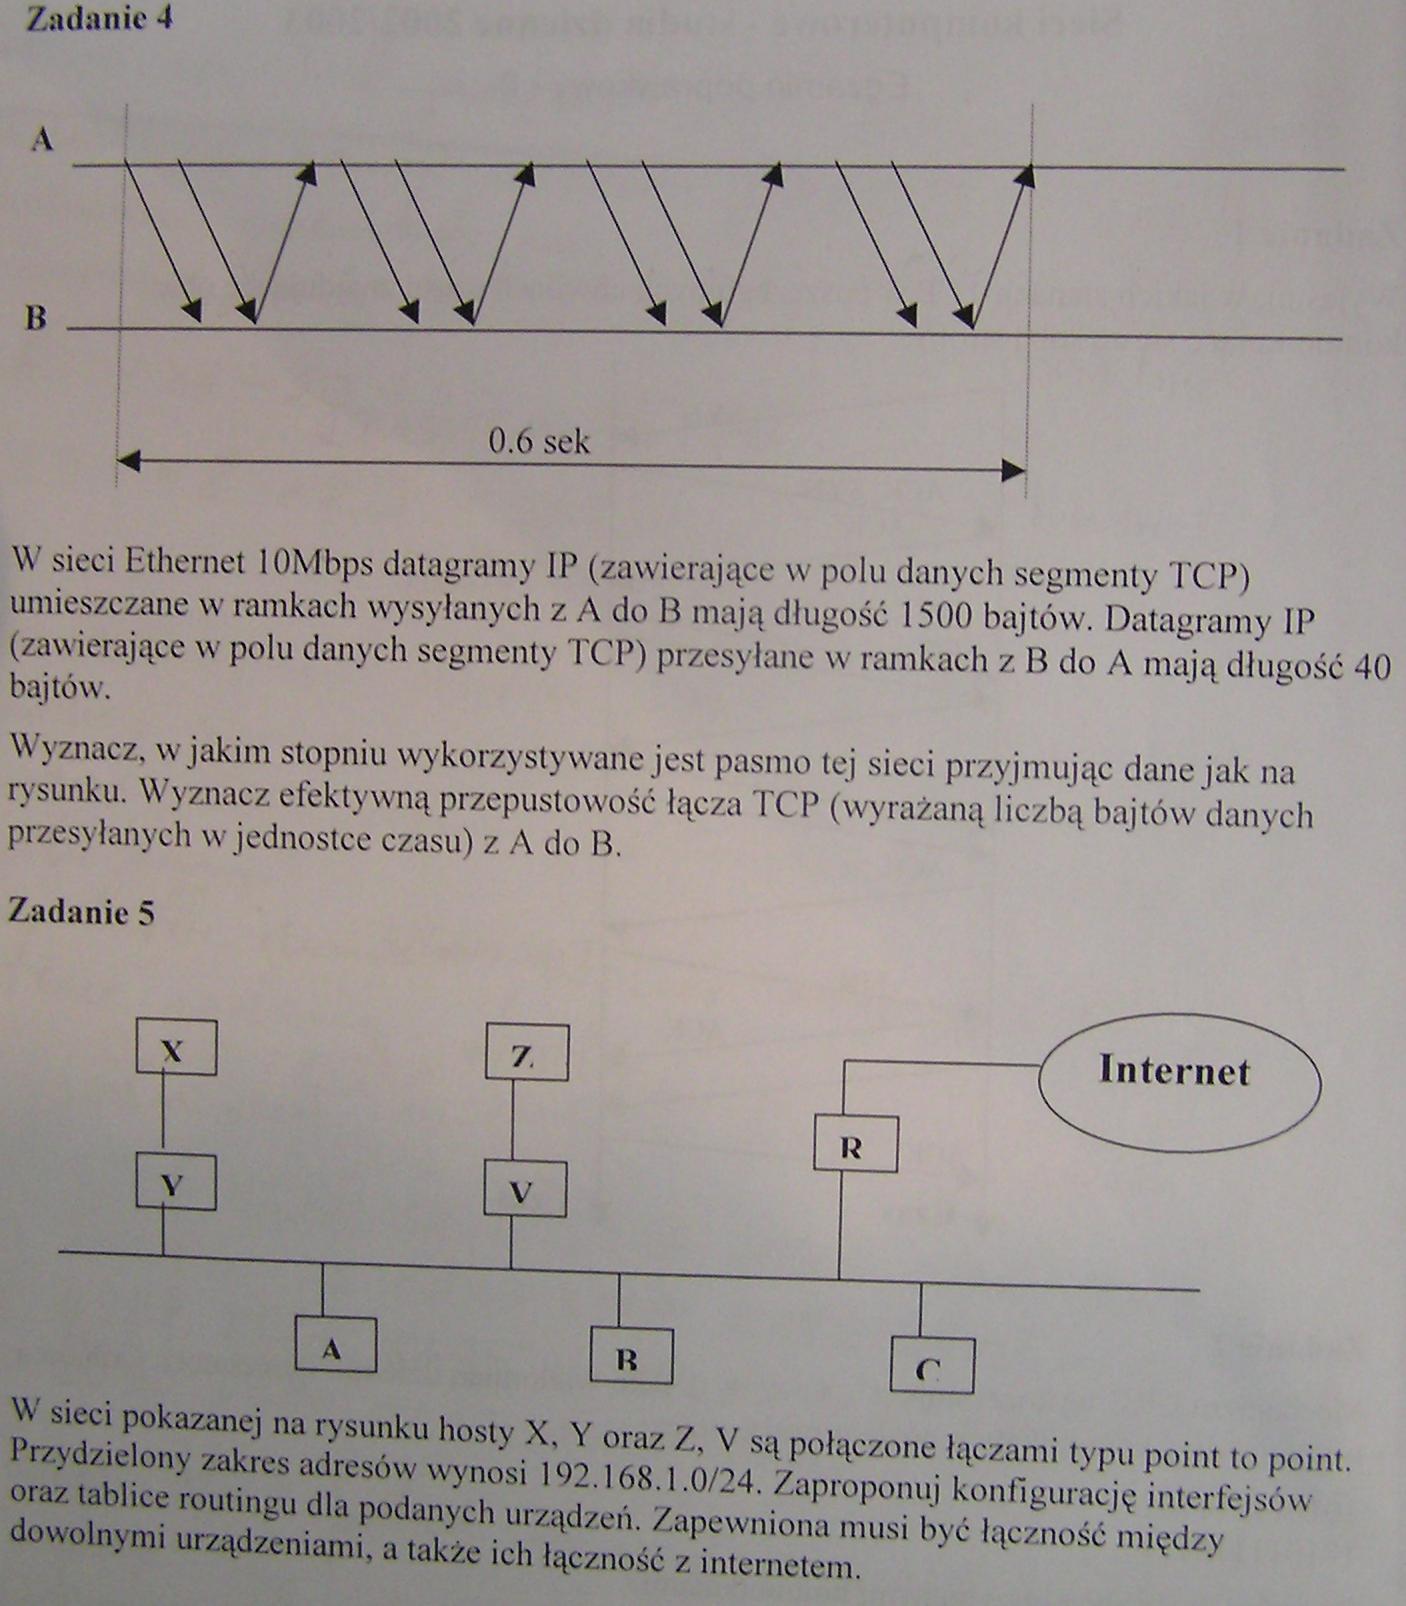 Zadanie 4
A
B
0.6 sek
W sieci Ethernet 10Mbps datagramy IP (zawierające w polu danych segmenty TCP)
umieszczane w ramkach wysyłanych z A do B mają długość 1500 bajtów. Datagramy IP
(zawierające w polu danych segmenty TCP) przesyłane w ramkach z B do A mają długość 40
bajtów.
Wyznacz, w jakim stopniu wykorzystywane jest pasmo tej sieci przyjmując dane jak na
rysunku. Wyznacz efektywną przepustowość łącza TCP (wyrażaną liczbą bajtów danych
przesyłanych w jednostce czasu) z A do B.
Zadanie 5
X
Z
Internet
R
Y
V
A
B
C
W sieci pokazanej na rysunku hosty X, Y oraz Z, V są połączone łączami typu point to point.
Przydzielony zakres adresów wynosi 192.168.1.0/24. Zaproponuj konfigurację interfejsów
oraz tablice routingu dla podanych urządzeń. Zapewniona musi być łączność między
dowolnymi urządzeniami, a także ich łączność z internetem.